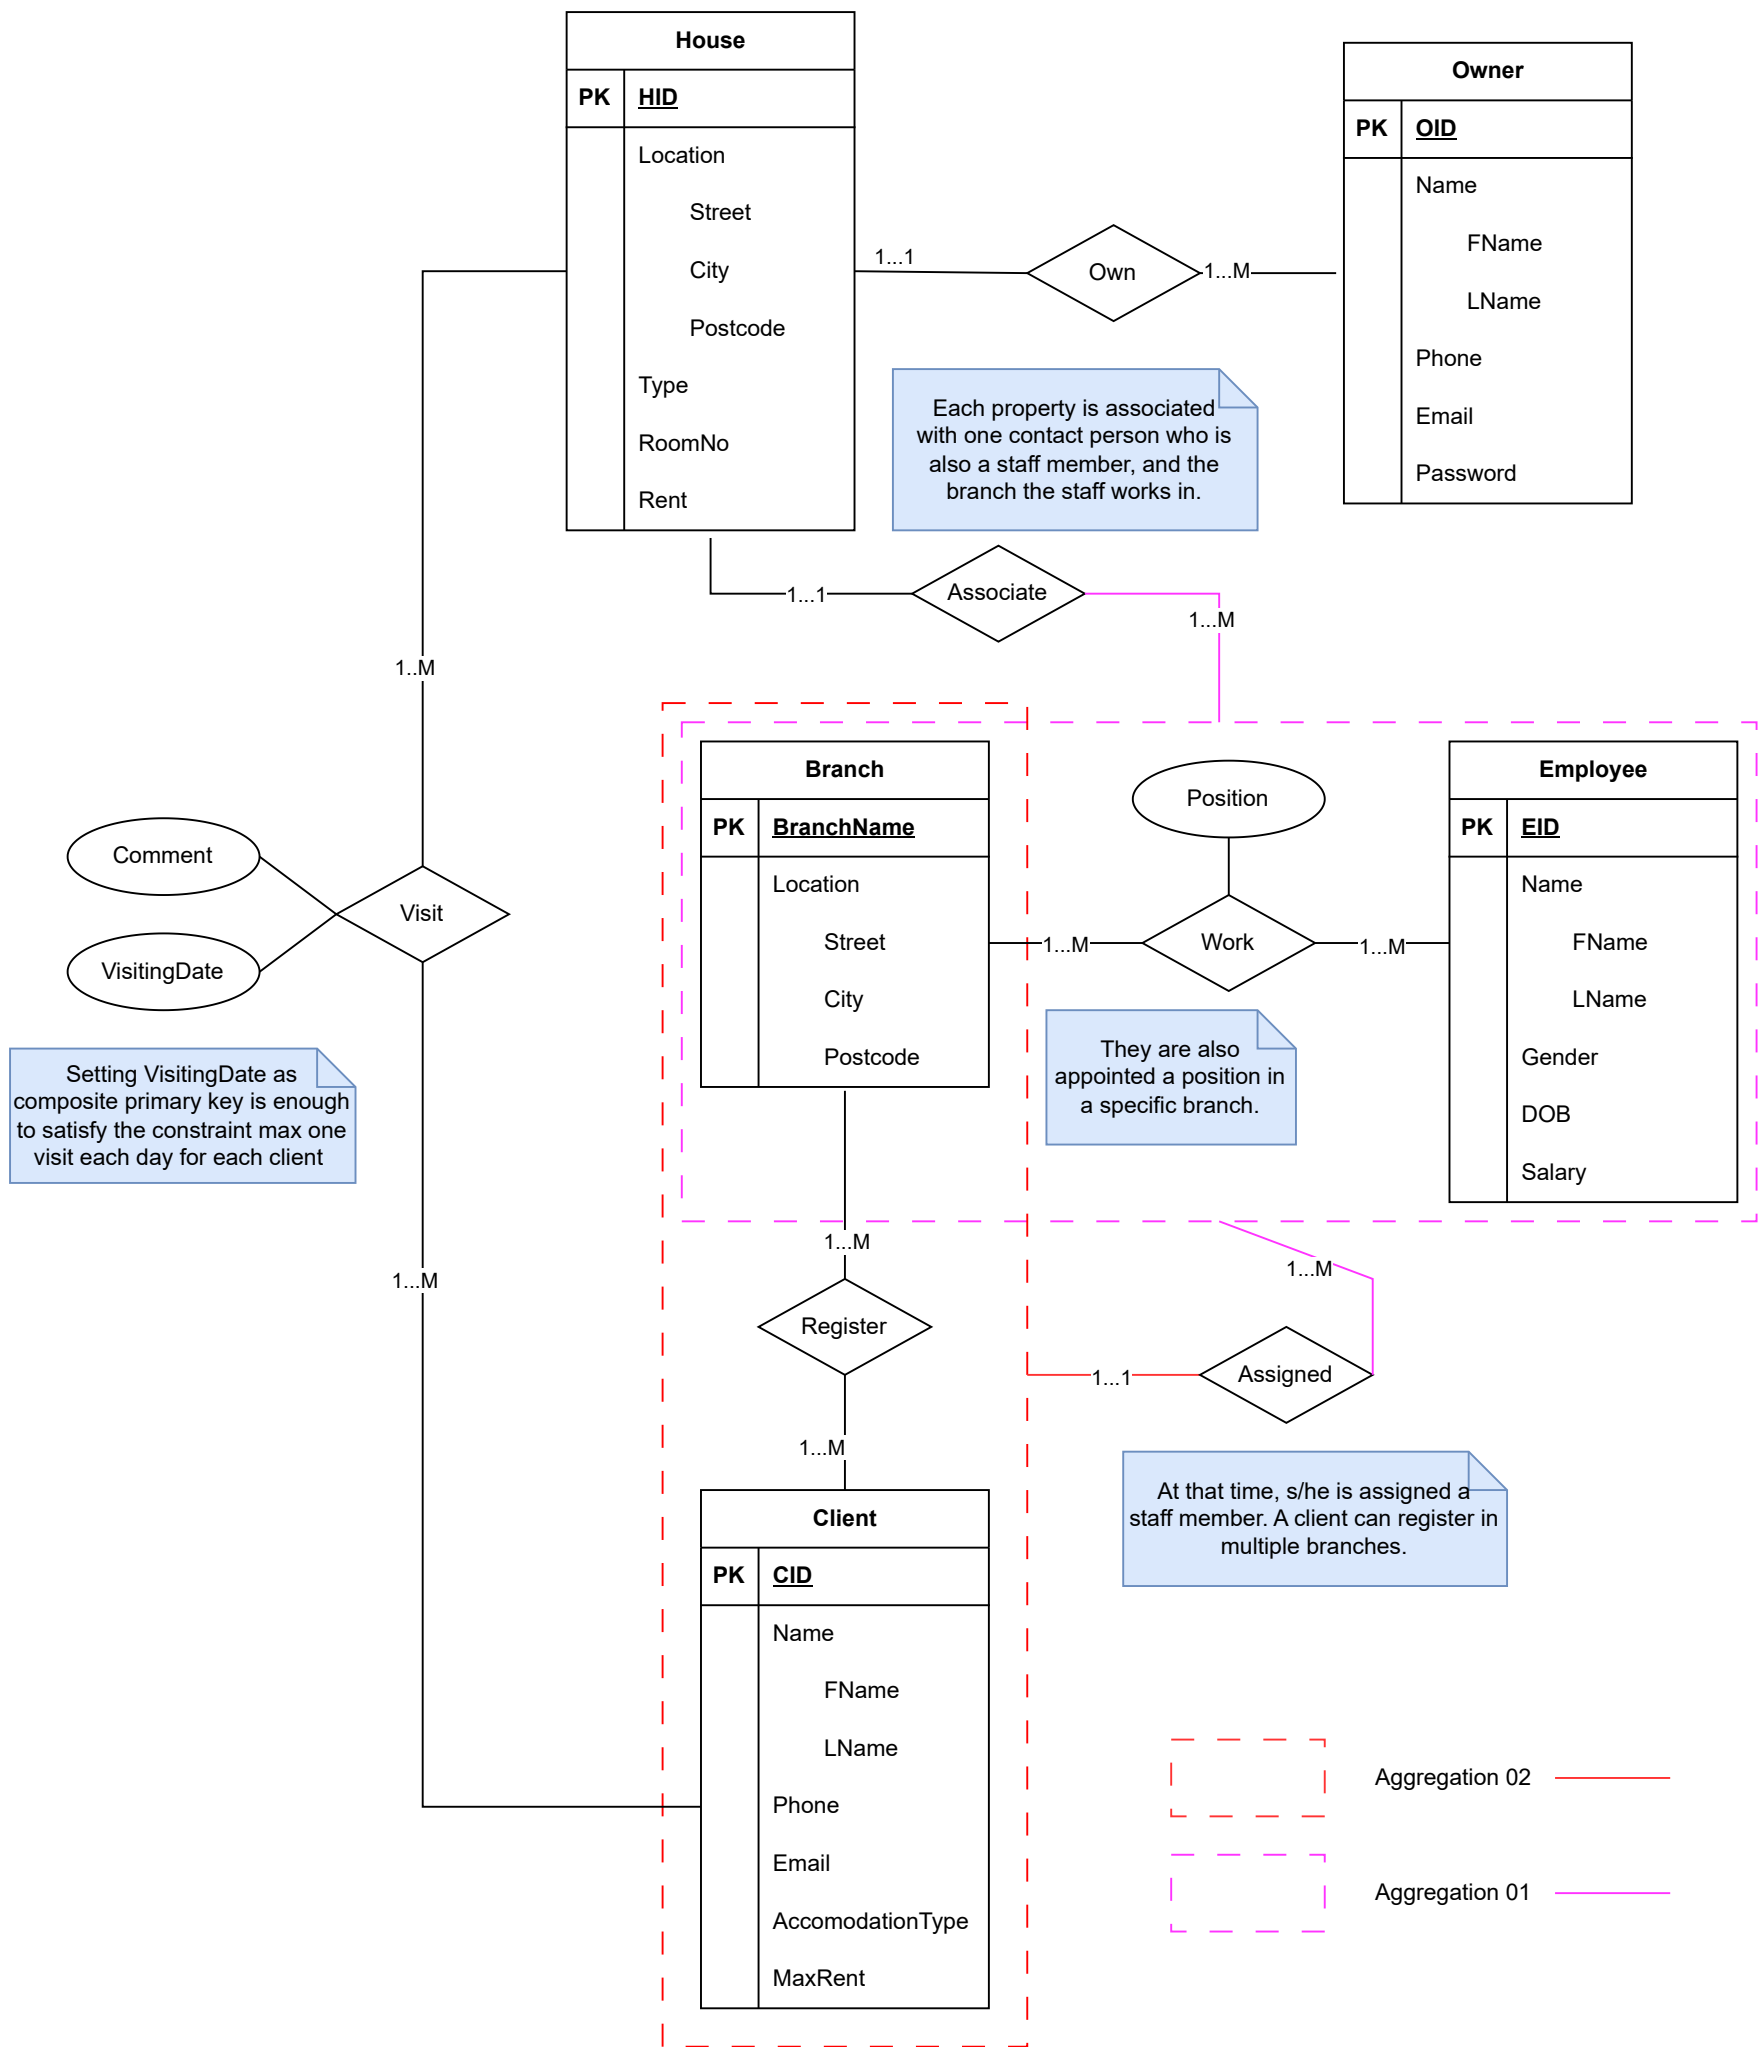 House
PK HID
Location
Street
City
Postcode
Type
RoomNo
Rent
Owner
PK OID
Name
FName
LName
Phone
Email
Password
1...1
Own
1...M
Each property is associated
with one contact person who is
also a staff member, and the
branch the staff works in.
1...1
Associate
1...M
1..M
Branch
PK BranchName
Location
Street
City
Postcode
Position
1...M
Work
1...M
Employee
PK EID
Name
FName
LName
Gender
DOB
Salary
Comment
Visit
VisitingDate
They are also
appointed a position in
a specific branch.
Setting VisitingDate as
composite primary key is enough
to satisfy the constraint max one
visit each day for each client
1...M
1...M
1...M
Register
1...M
1...1
Assigned
At that time, s/he is assigned a
staff member. A client can register in
multiple branches.
Client
PK CID
Name
FName
LName
Phone
Email
AccomodationType
MaxRent
Aggregation 02
Aggregation 01